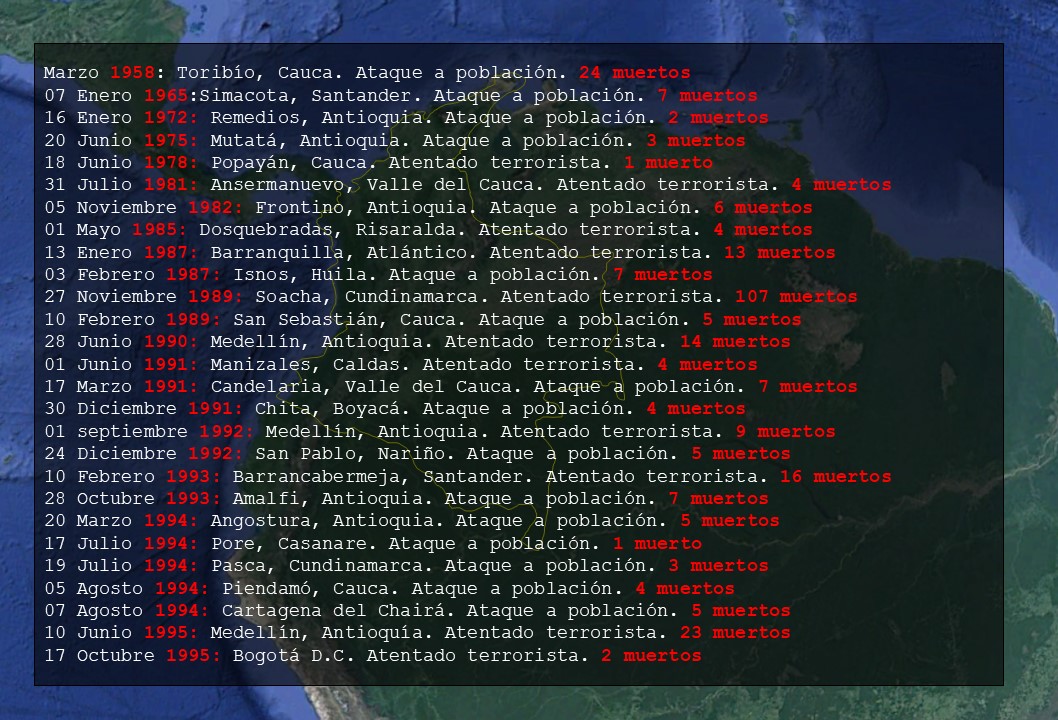 Marzo 1958: Toribío, Cauca. Ataque a población. 24 muertos
07 Enero 1965:Simacota, Santander. Ataque a población. 7 muertos
16 Enero 1972: Remedios, Antioquia. Ataque a población. 2 muertos
20 Junio 1975: Mutatá, Antioquia. Ataque a población. 3 muertos
18 Junio 1978: Popayán, Cauca. Atentado terrorista. 1 muerto
31 Julio 1981: Ansermanuevo, Valle del Cauca. Atentado terrorista. 4 muertos
05 Noviembre 1982: Frontino, Antioquia. Ataque a población. 6 muertos
01 Mayo 1985: Dosquebradas, Risaralda. Atentado terrorista. 4 muertos
13 Enero 1987: Barranquilla, Atlántico. Atentado terrorista. 13 muertos
03 Febrero 1987: Isnos, Huila. Ataque a población. 7 muertos
27 Noviembre 1989: Soacha, Cundinamarca. Atentado terrorista. 107 muertos
10 Febrero 1989: San Sebastián, Cauca. Ataque a población. 5 muertos
28 Junio 1990: Medellín, Antioquia. Atentado terrorista. 14 muertos
01 Junio 1991: Manizales, Caldas. Atentado terrorista. 4 muertos
17 Marzo 1991: Candelaria, Valle del Cauca. Ataque a población. 7 muertos
30 Diciembre 1991: Chita, Boyacá. Ataque a población. 4 muertos
01 septiembre 1992: Medellín, Antioquia. Atentado terrorista. 9 muertos
24 Diciembre 1992: San Pablo, Nariño. Ataque a población. 5 muertos
10 Febrero 1993: Barrancabermeja, Santander. Atentado terrorista. 16 muertos
28 Octubre 1993: Amalfi, Antioquia. Ataque a población. 7 muertos
20 Marzo 1994: Angostura, Antioquia. Ataque a población. 5 muertos
17 Julio 1994: Pore, Casanare. Ataque a población. 1 muerto
19 Julio 1994: Pasca, Cundinamarca. Ataque a población. 3 muertos
05 Agosto 1994: Piendamó, Cauca. Ataque a población. 4 muertos
07 Agosto 1994: Cartagena del Chairá. Ataque a población. 5 muertos
10 Junio 1995: Medellín, Antioquía. Atentado terrorista. 23 muertos
17 Octubre 1995: Bogotá D.C. Atentado terrorista. 2 muertos